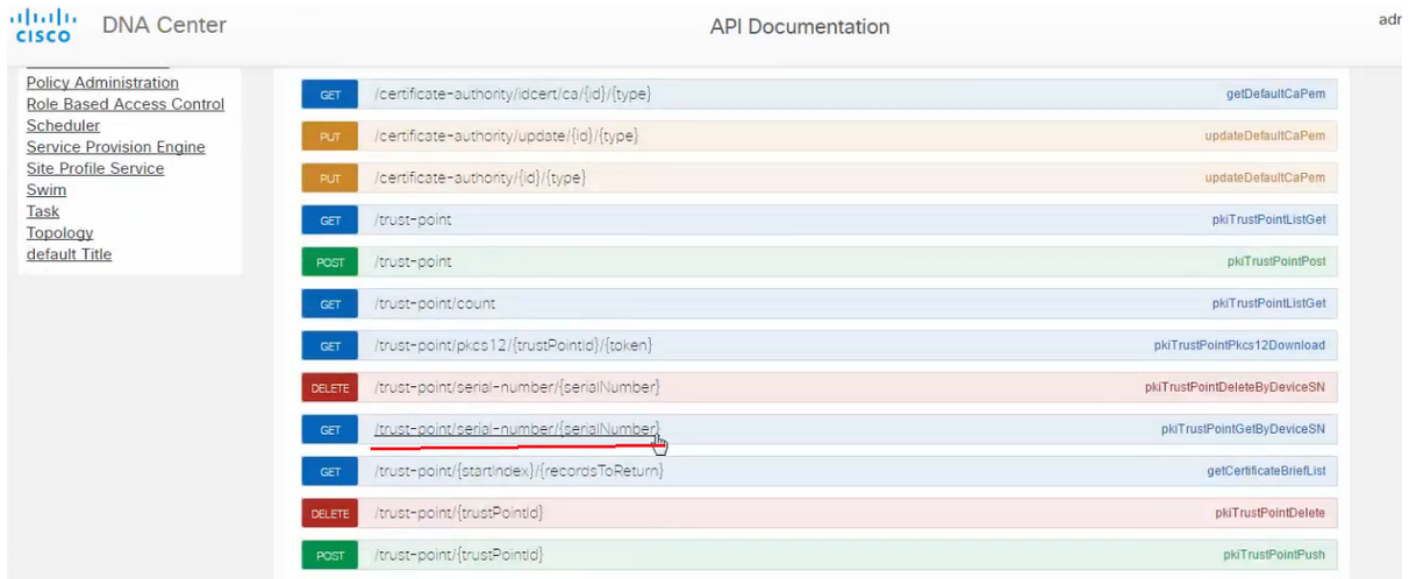 CISCO DNA Center
API Documentation
Policy Administration
Role Based Access Control
Scheduler
Service Provision Engine
Site Profile Service
Swim
Task
Topology
default Title
GET /certificate-authority/idcert/ca/{id}/{type} getDefaultCaPem
PUT /certificate-authority/update/{id}/{type} updateDefaultCaPem
PUT /certificate-authority/{id}/{type} updateDefaultCaPem
GET /trust-point pkiTrustPointListGet
POST /trust-point pkiTrustPointPost
GET /trust-point/count pkiTrustPointListGet
GET /trust-point/pkcs12/{trustPointId}/{token} pkiTrustPointPkcs12Download
DELETE /trust-point/serial-number/{serialNumber} pkiTrustPointDeleteByDeviceSN
GET /trust-point/serial-number/{serialNumber} pkiTrustPointGetByDeviceSN
GET /trust-point/{startIndex}/{recordsToReturn} getCertificateBriefList
DELETE /trust-point/{trustPointId} pkiTrustPointDelete
POST /trust-point/{trustPointId} pkiTrustPointPush